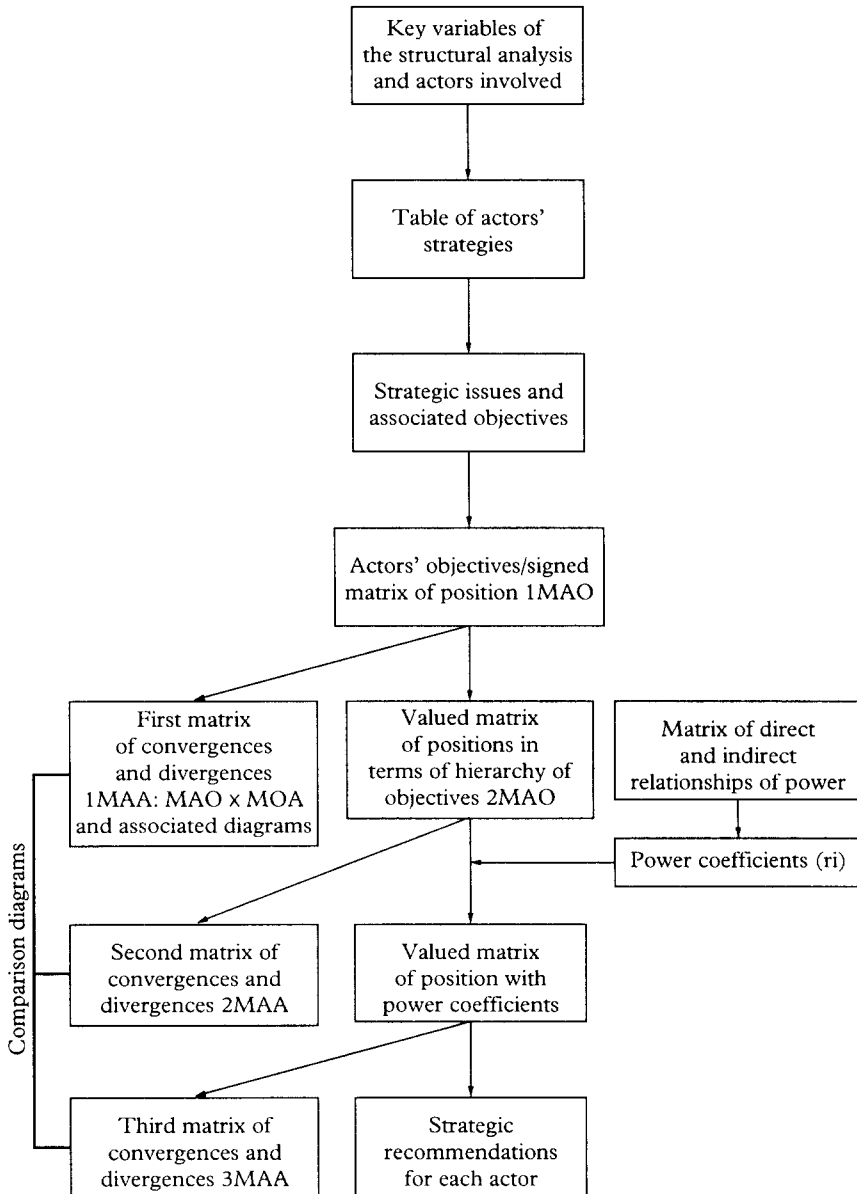 Key variables of
the structural analysis
and actors involved
Table of actors'
strategies
Strategic issues and
associated objectives
Actors' objectives/signed
matrix of position 1MAO
First matrix
of convergences
and divergences
1MAA: MAO x MOA
and associated diagrams
Valued matrix
of positions in
terms of hierarchy of
objectives 2MAO
Matrix of direct
and indirect
relationships of power
Power coefficients (ri)
Comparison diagrams
Second matrix of
convergences and
divergences 2MAA
Valued matrix
of position with
power coefficients
Third matrix of
convergences and
divergences 3MAA
Strategic
recommendations
for each actor